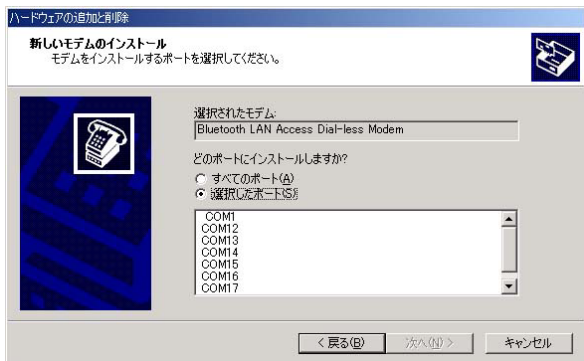 ハードウェアの追加と削除
新しいモデムのインストール
モデムをインストールするポートを選択してください。
選択されたモデム:
Bluetooth LAN Access Dial-less Modem
どのポートにインストールしますか?
すべてのポート(A)
選択したポート(S)
COM1
COM12
COM13
COM14
COM15
COM16
COM17
< 戻る(B)
次へ(N) >
キャンセル